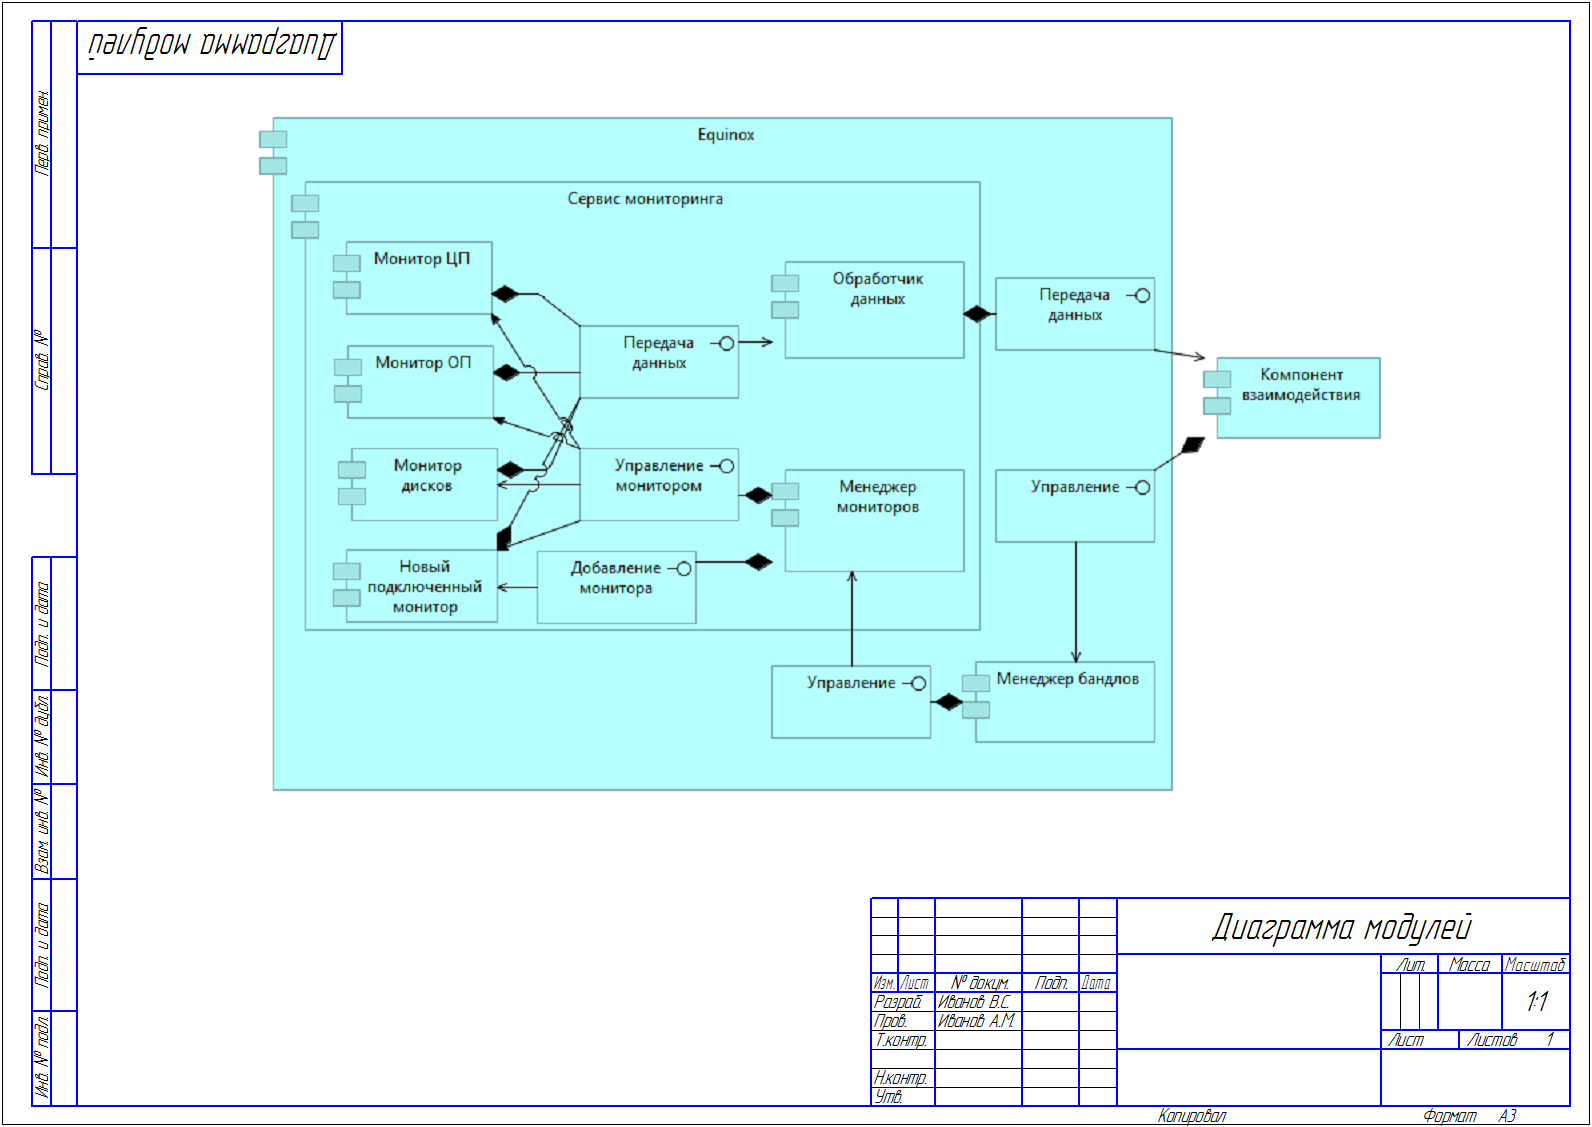 Диаграмма модулей
Перв. примен.
Справ. №
Подп. и дата
Инв. № дубл.
Взам. инв. №
Подп. и дата
Инв. № подл.
Equinox
Сервис мониторинга
Монитор ЦП
Обработчик
данных
Передача
данных
Передача
данных
Монитор ОП
Компонент
взаимодействия
Монитор
дисков
Управление
монитором
Менеджер
мониторов
Управление
Новый
подключенный
монитор
Добавление
монитора
Управление
Менеджер бандлов
Диаграмма модулей
Лит. Масса Масштаб
1:1
Изм. Лист № докум. Подп. Дата
Разраб. Иванов В.С.
Пров. Иванов А.М.
Т.контр.
Лист Листов 1
Н.контр.
Утв.
Копировал Формат А3